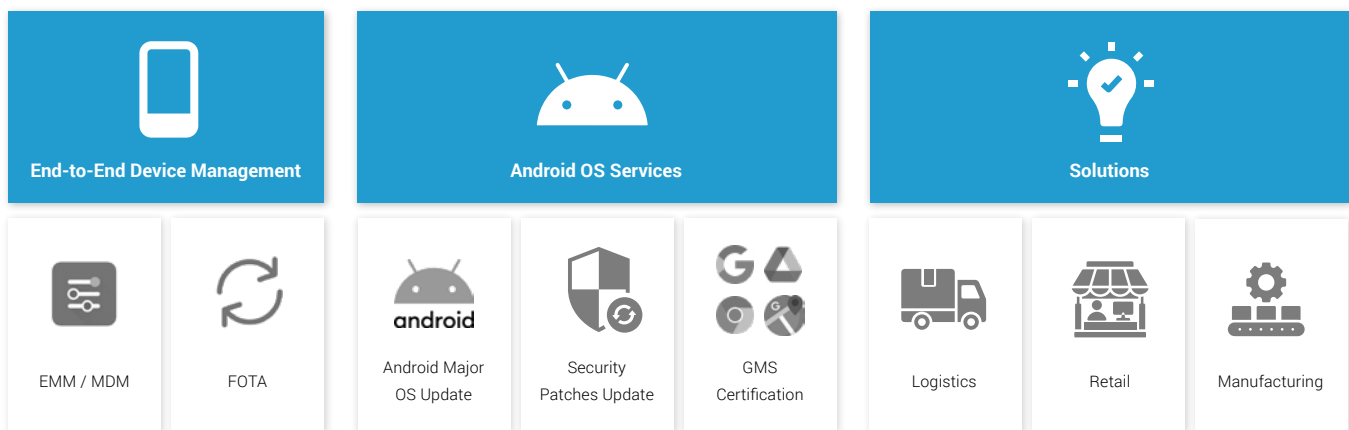 End-to-End Device Management
Android OS Services
Solutions
android
G
EMM / MDM
FOTA
Android Major
OS Update
Security
Patches Update
GMS
Certification
Logistics
Retail
Manufacturing